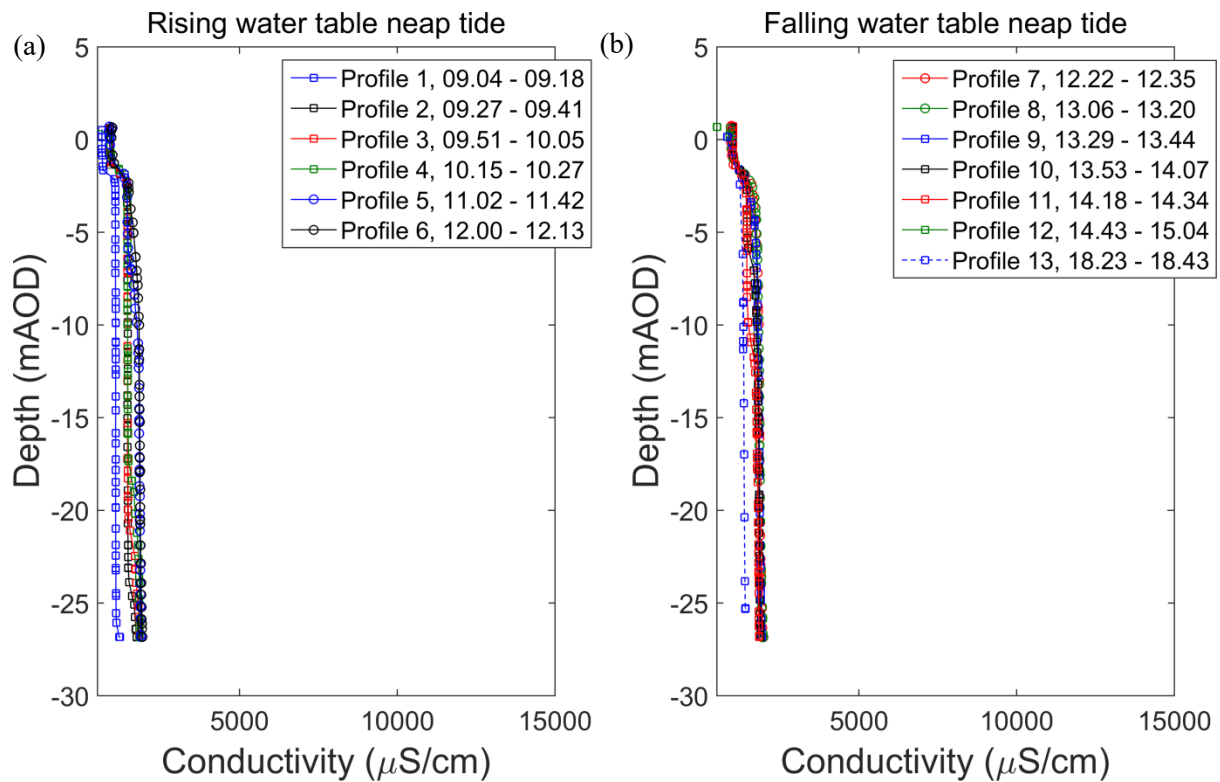 (a)
Rising water table neap tide
5
0
-5
-10
-15
-20
-25
-30
Depth (mAOD)
Profile 1, 09.04 - 09.18
Profile 2, 09.27 - 09.41
Profile 3, 09.51 - 10.05
Profile 4, 10.15 - 10.27
Profile 5, 11.02 - 11.42
Profile 6, 12.00 - 12.13
5000 10000 15000
Conductivity (μS/cm)
(b)
Falling water table neap tide
5
0
-5
-10
-15
-20
-25
-30
Depth (mAOD)
Profile 7, 12.22 - 12.35
Profile 8, 13.06 - 13.20
Profile 9, 13.29 - 13.44
Profile 10, 13.53 - 14.07
Profile 11, 14.18 - 14.34
Profile 12, 14.43 - 15.04
Profile 13, 18.23 - 18.43
5000 10000 15000
Conductivity (μS/cm)